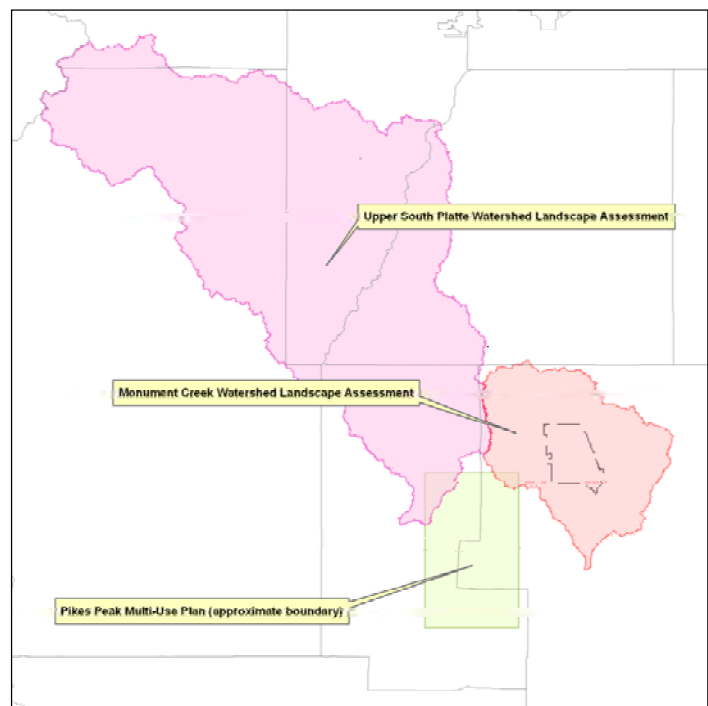 Upper South Platte Watershed Landscape Assessment
Monument Creek Watershed Landscape Assessment
Pikes Peak Multi-Use Plan (approximate boundary)